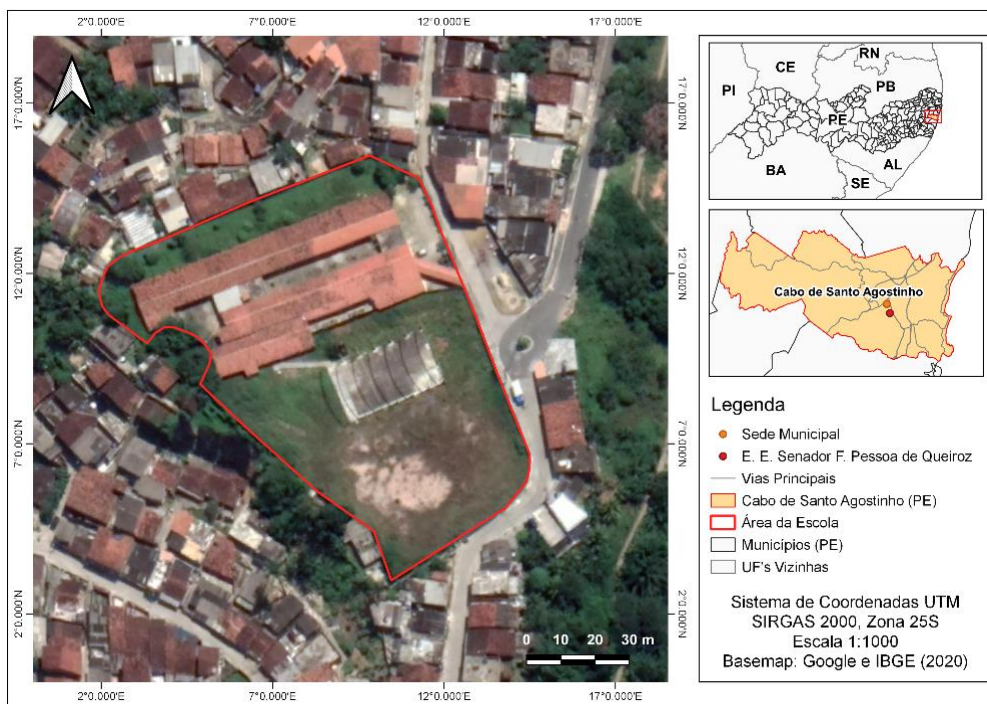 2°0.000'E 7°0.000'E 12°0.000'E 17°0.000'E
17°0.000'N 17°0.000'N
12°0.000'N 12°0.000'N
7°0.000'N 7°0.000'N
2°0.000'N 2°0.000'N
0 10 20 30 m
2°0.000'E 7°0.000'E 12°0.000'E 17°0.000'E
RN
CE
PI
PB
PE
BA
AL
SE
Cabo de Santo Agostinho
Legenda
Sede Municipal
E. E. Senador F. Pessoa de Queiroz
Vias Principais
Cabo de Santo Agostinho (PE)
Área da Escola
Municípios (PE)
UF's Vizinhas
Sistema de Coordenadas UTM
SIRGAS 2000, Zona 25S
Escala 1:1000
Basemap: Google e IBGE (2020)